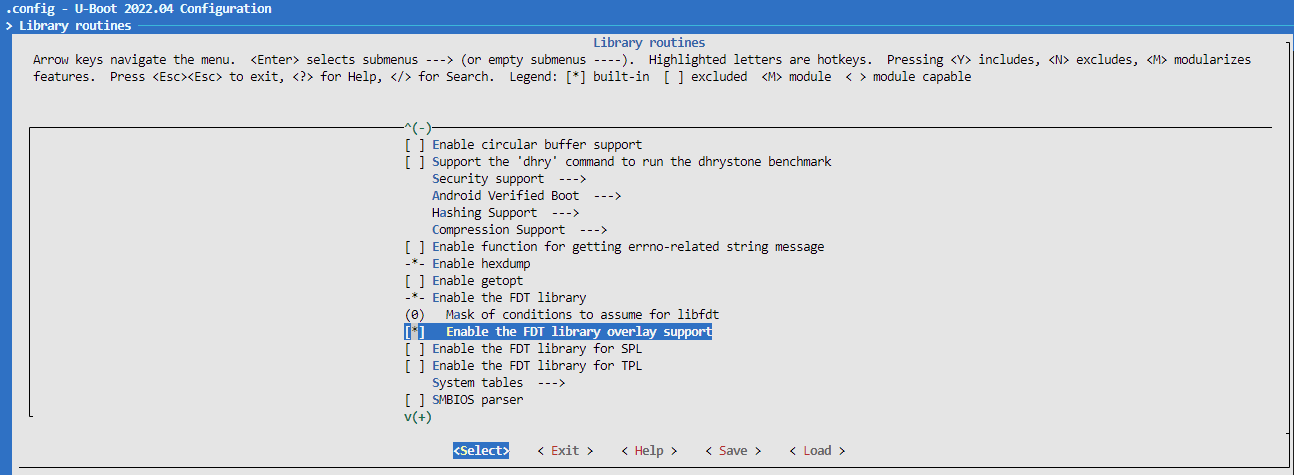 .config - U-Boot 2022.04 Configuration
> Library routines
Library routines
Arrow keys navigate the menu.  <Enter> selects submenus ---> (or empty submenus ----).  Highlighted letters are hotkeys.  Pressing <Y> includes, <N> excludes, <M> modularizes
features.  Press <Esc><Esc> to exit, <?> for Help, </> for Search.  Legend: [*] built-in  [ ] excluded  <M> module  < > module capable
^(-)
[ ] Enable circular buffer support
[ ] Support the 'dhry' command to run the dhrystone benchmark
Security support  --->
Android Verified Boot  --->
Hashing Support  --->
Compression Support  --->
[ ] Enable function for getting errno-related string message
-*- Enable hexdump
[ ] Enable getopt
-*- Enable the FDT library
(0)   Mask of conditions to assume for libfdt
[*]   Enable the FDT library overlay support
[ ] Enable the FDT library for SPL
[ ] Enable the FDT library for TPL
System tables  --->
[ ] SMBIOS parser
v(+)
<Select>    < Exit >    < Help >    < Save >    < Load >